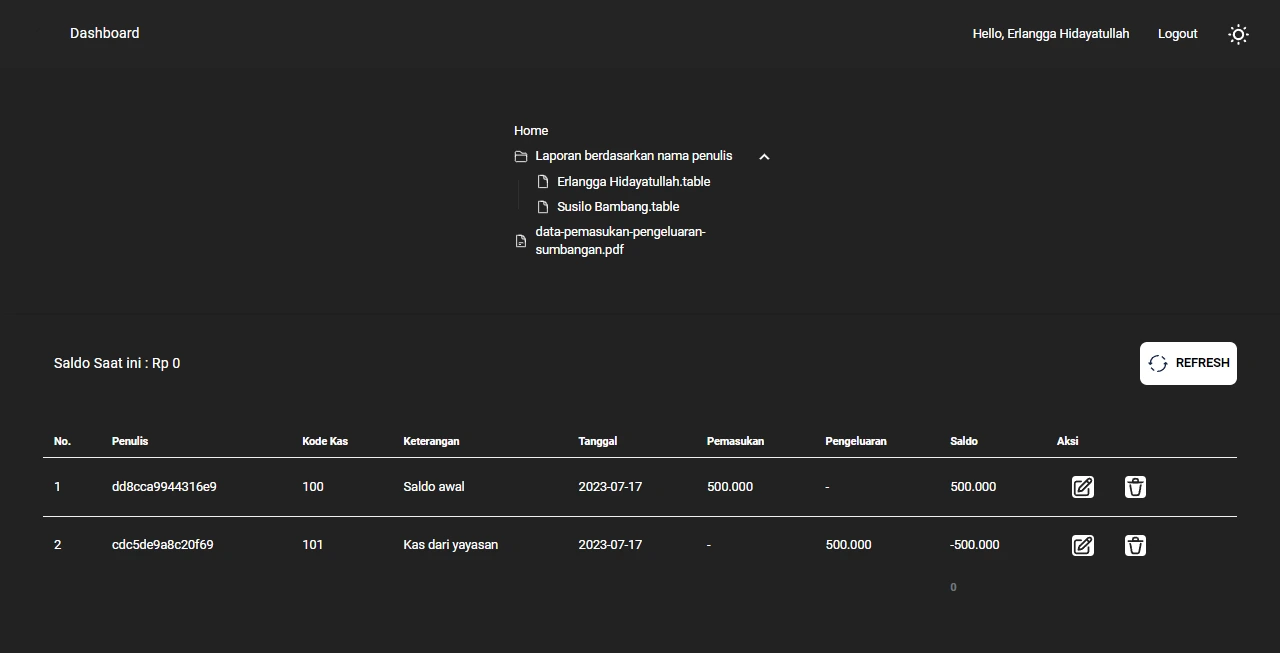 Dashboard
Hello, Erlangga Hidayatullah
Logout
Home
Laporan berdasarkan nama penulis
Erlangga Hidayatullah.table
Susilo Bambang.table
data-pemasukan-pengeluaran-
sumbangan.pdf
Saldo Saat ini : Rp 0
REFRESH
No. Penulis Kode Kas Keterangan Tanggal Pemasukan Pengeluaran Saldo Aksi
1 dd8cca9944316e9 100 Saldo awal 2023-07-17 500.000 - 500.000
2 cdc5de9a8c20f69 101 Kas dari yayasan 2023-07-17 - 500.000 -500.000
0